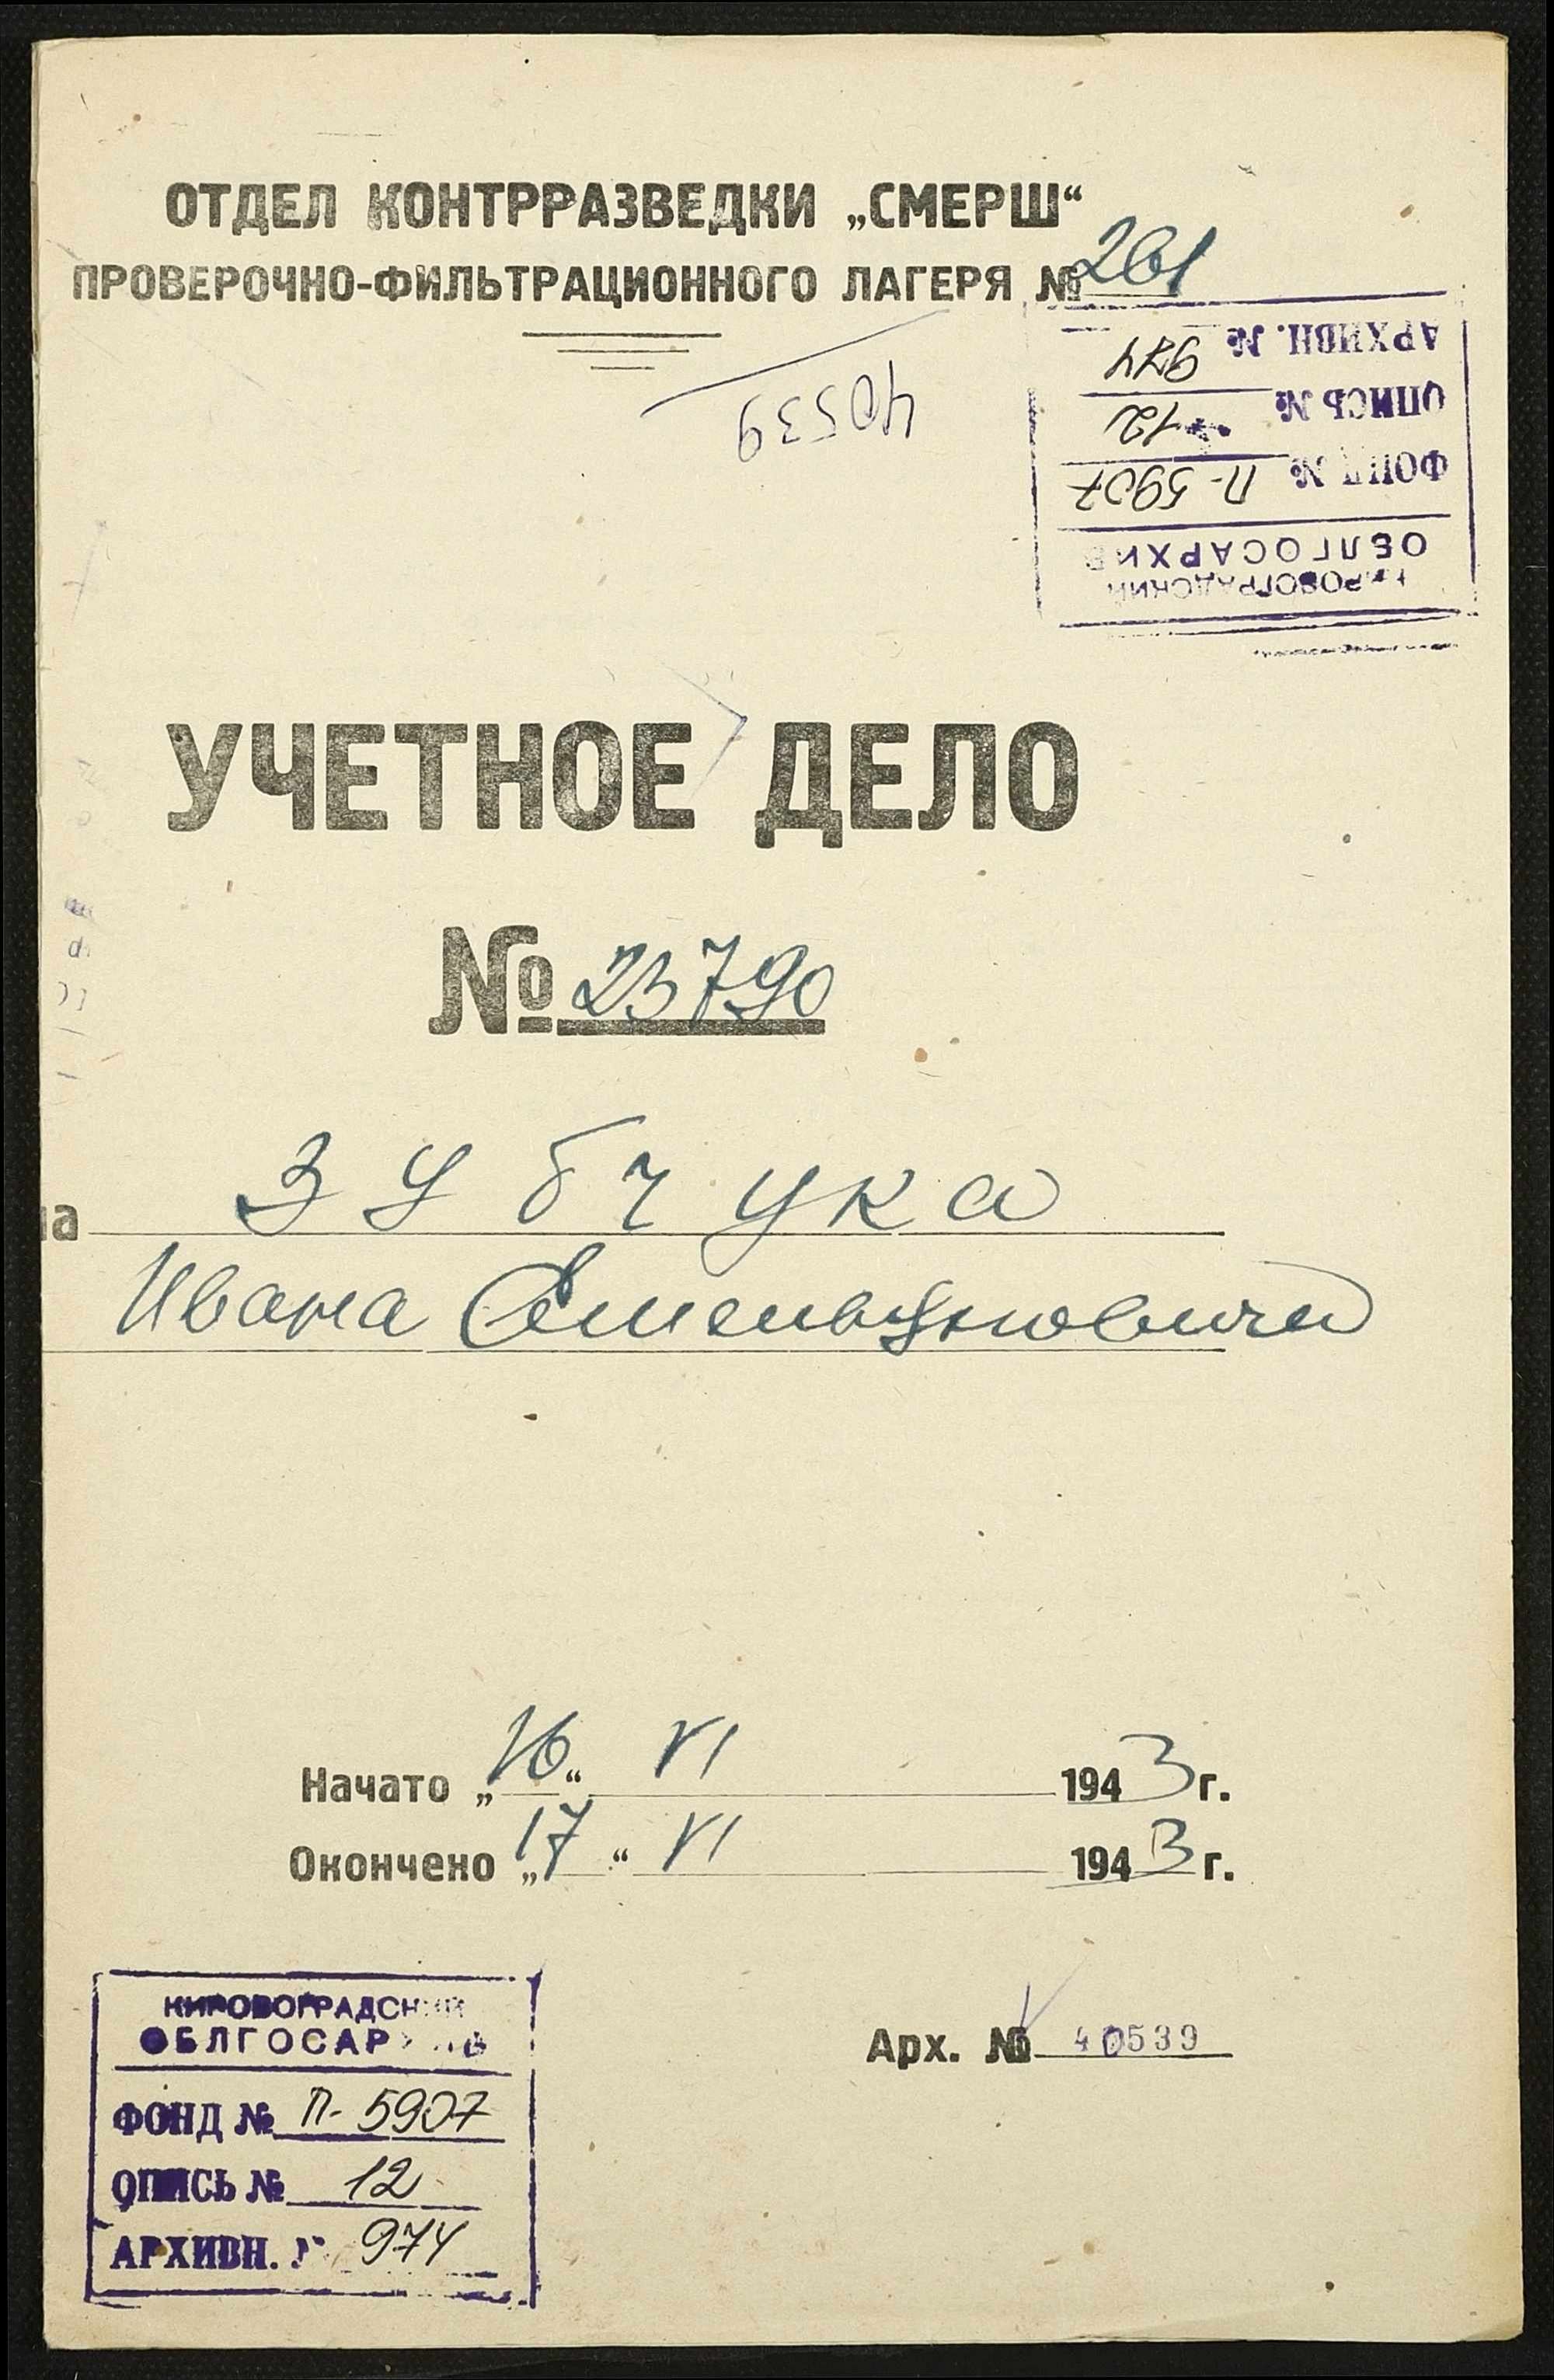 ОТДЕЛ КОНТРРАЗВЕДКИ „СМЕРШ“
ПРОВЕРОЧНО-ФИЛЬТРАЦИОННОГО ЛАГЕРЯ № 261
40539
КИРОВОГРАДСКИЙ
ОБЛГОСАРХИВ
ФОНД № П-5907
ОПИСЬ № 12
АРХИВН. № 974
УЧЕТНОЕ ДЕЛО
№ 23790
на Зубчука
Ивана
Начато „16“ VI 1943 г.
Окончено „17“ VI 1943 г.
Арх. № 40539
КИРОВОГРАДСКИЙ
ОБЛГОСАРХИВ
ФОНД № П-5907
ОПИСЬ № 12
АРХИВН. № 974